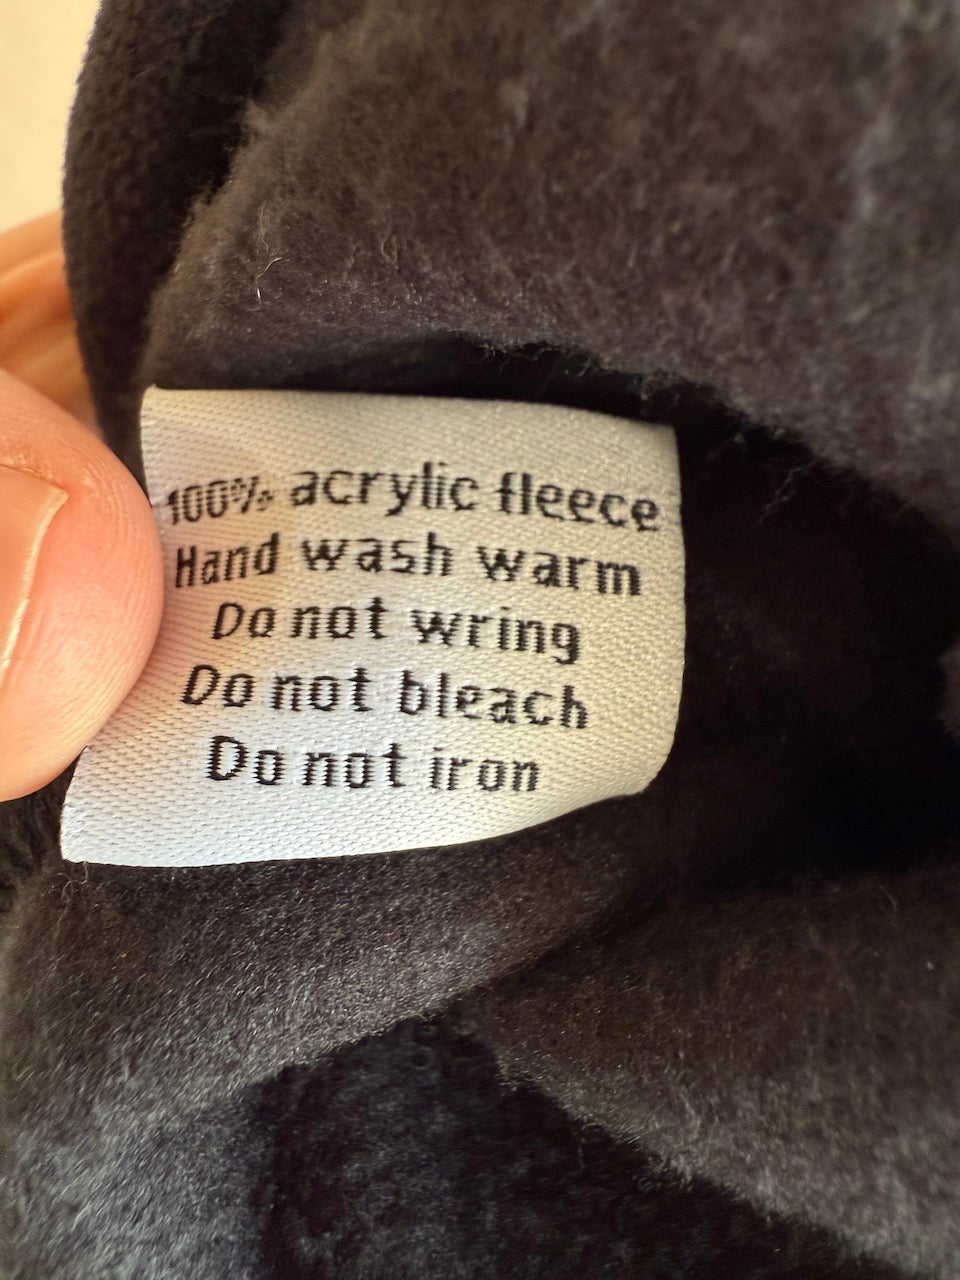 100% acrylic fleece
Hand wash warm
Do not wring
Do not bleach
Do not iron